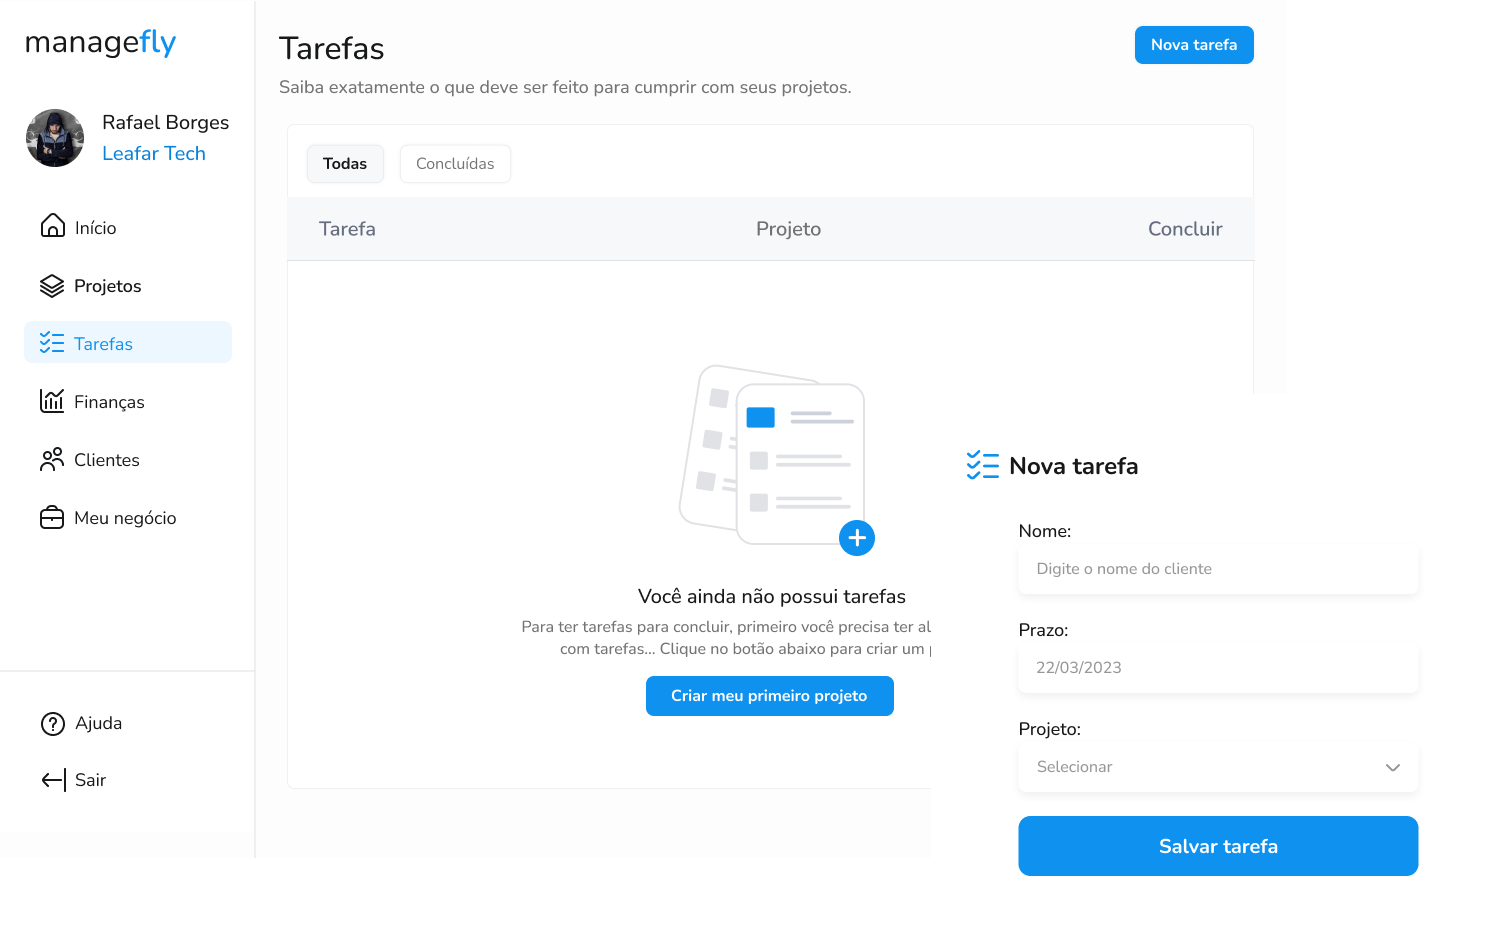 managefly
Rafael Borges
Leafar Tech
Início
Projetos
Tarefas
Finanças
Clientes
Meu negócio
Ajuda
Sair
Tarefas
Nova tarefa
Saiba exatamente o que deve ser feito para cumprir com seus projetos.
Todas
Concluídas
Tarefa
Projeto
Concluir
Você ainda não possui tarefas
Para ter tarefas para concluir, primeiro você precisa ter
com tarefas... Clique no botão abaixo para criar um
Criar meu primeiro projeto
Nova tarefa
Nome:
Digite o nome do cliente
Prazo:
22/03/2023
Projeto:
Selecionar
Salvar tarefa